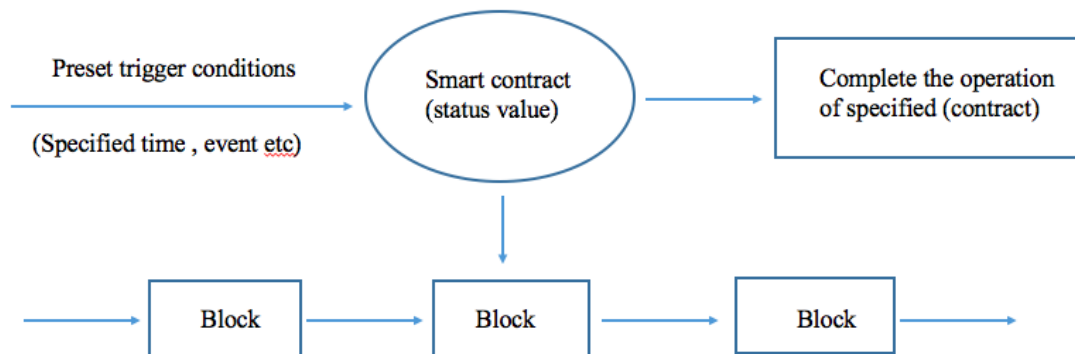 Preset trigger conditions
(Specified time , event etc)
Smart contract
(status value)
Complete the operation
of specified (contract)
Block
Block
Block